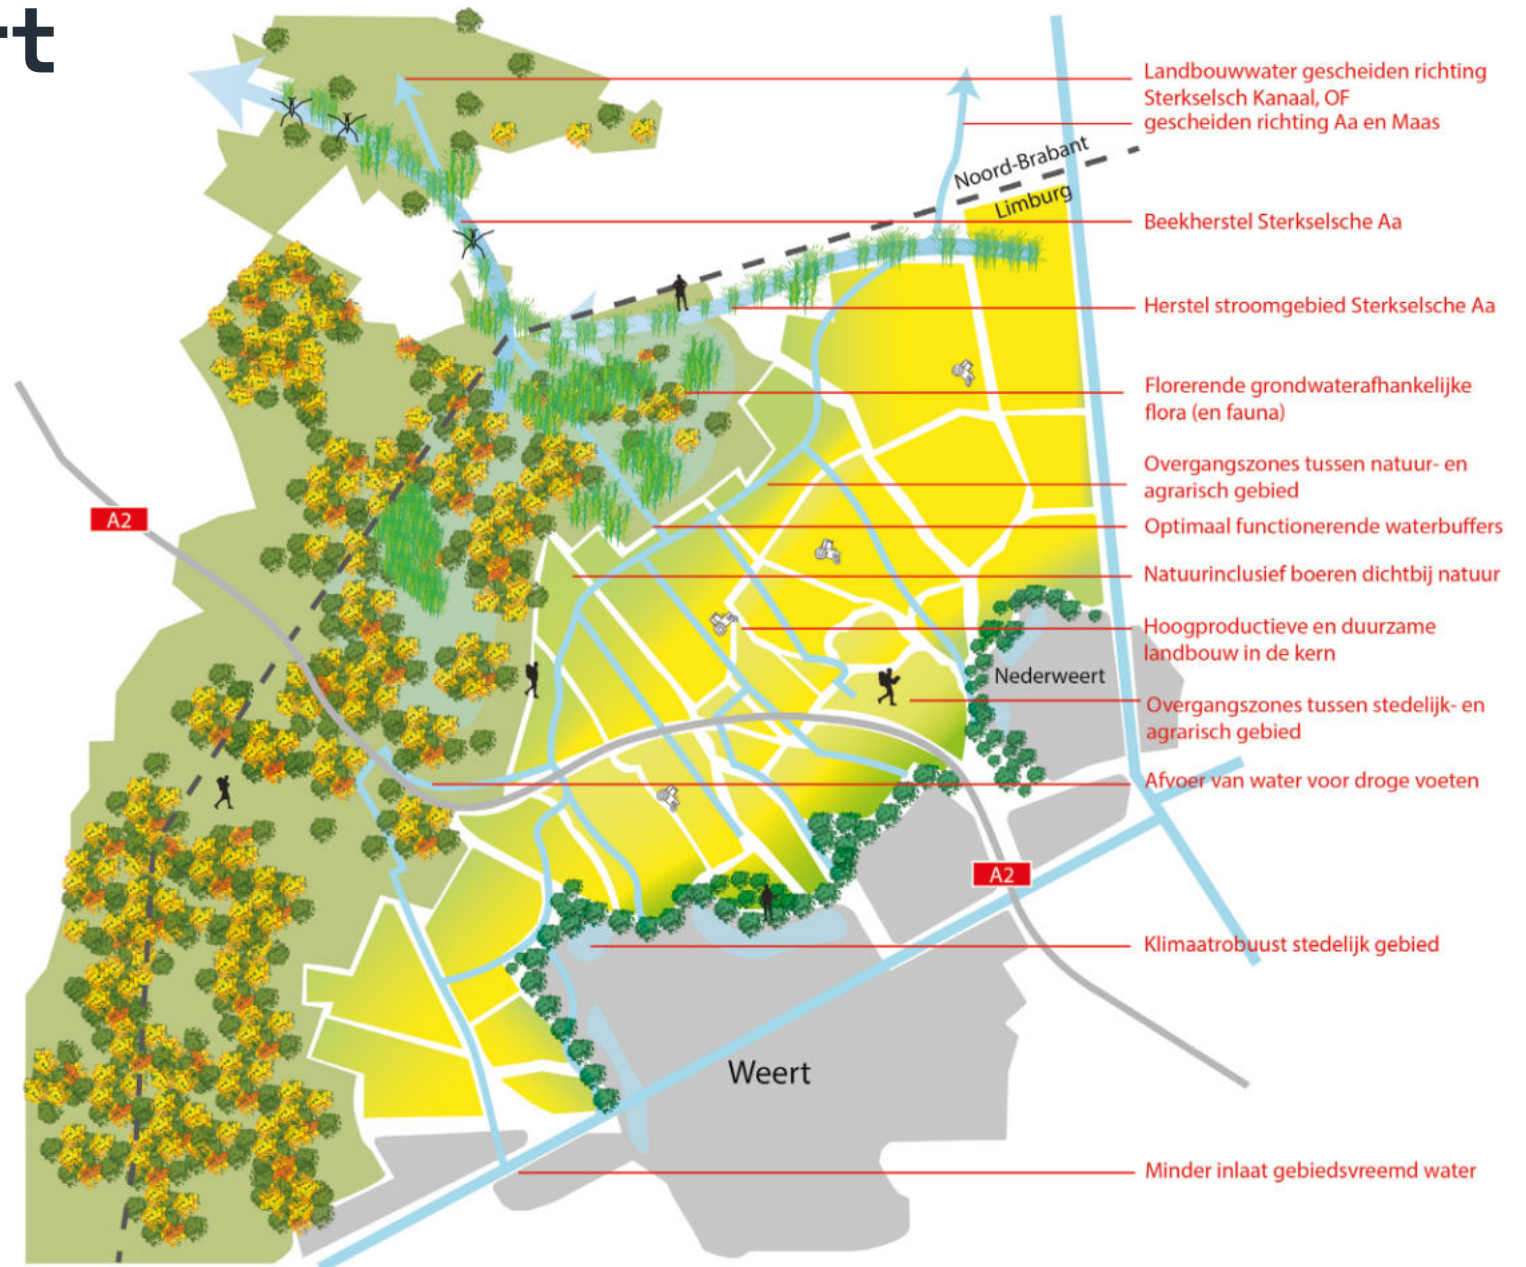 Landbouwwater gescheiden richting
Sterkselsch Kanaal, OF
gescheiden richting Aa en Maas
Noord-Brabant
Limburg
Beekherstel Sterkselsche Aa
Herstel stroomgebied Sterkselsche Aa
Florerende grondwaterafhankelijke
flora (en fauna)
Overgangszones tussen natuur- en
agrarisch gebied
A2
Optimaal functionerende waterbuffers
Natuurinclusief boeren dichtbij natuur
Hoogproductieve en duurzame
landbouw in de kern
Nederweert
Overgangszones tussen stedelijk- en
agrarisch gebied
Afvoer van water voor droge voeten
A2
Klimaatrobuust stedelijk gebied
Weert
Minder inlaat gebiedsvreemd water